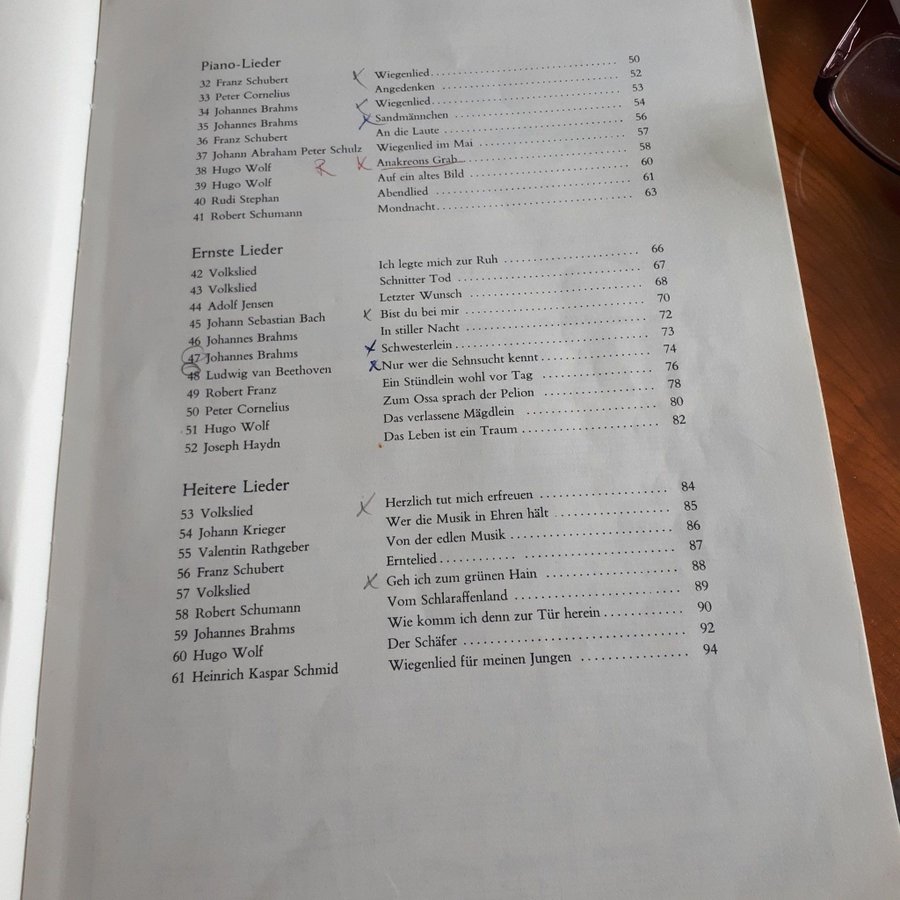 Piano-Lieder
32 Franz Schubert Wiegenlied 50
33 Peter Cornelius Angedenken 52
34 Johannes Brahms Wiegenlied 53
35 Johannes Brahms Sandmännchen 54
36 Franz Schubert An die Laute 56
37 Johann Abraham Peter Schulz Wiegenlied im Mai 57
38 Hugo Wolf R Anakreons Grab 58
39 Hugo Wolf Auf ein altes Bild 60
40 Rudi Stephan Abendlied 61
41 Robert Schumann Mondnacht 63
Ernste Lieder
42 Volkslied Ich legte mich zur Ruh 66
43 Volkslied Schnitter Tod 67
44 Adolf Jensen Letzter Wunsch 68
45 Johann Sebastian Bach Bist du bei mir 70
46 Johannes Brahms In stiller Nacht 72
47 Johannes Brahms Schwesterlein 73
48 Ludwig van Beethoven Nur wer die Sehnsucht kennt 74
49 Robert Franz Ein Stündlein wohl vor Tag 76
50 Peter Cornelius Zum Ossa sprach der Pelion 78
51 Hugo Wolf Das verlassene Mägdlein 80
52 Joseph Haydn Das Leben ist ein Traum 82
Heitere Lieder
53 Volkslied Herzlich tut mich erfreuen 84
54 Johann Krieger Wer die Musik in Ehren hält 85
55 Valentin Rathgeber Von der edlen Musik 86
56 Franz Schubert Erntelied 87
57 Volkslied Geh ich zum grünen Hain 88
58 Robert Schumann Vom Schlaraffenland 89
59 Johannes Brahms Wie komm ich denn zur Tür herein 90
60 Hugo Wolf Der Schäfer 92
61 Heinrich Kaspar Schmid Wiegenlied für meinen Jungen 94